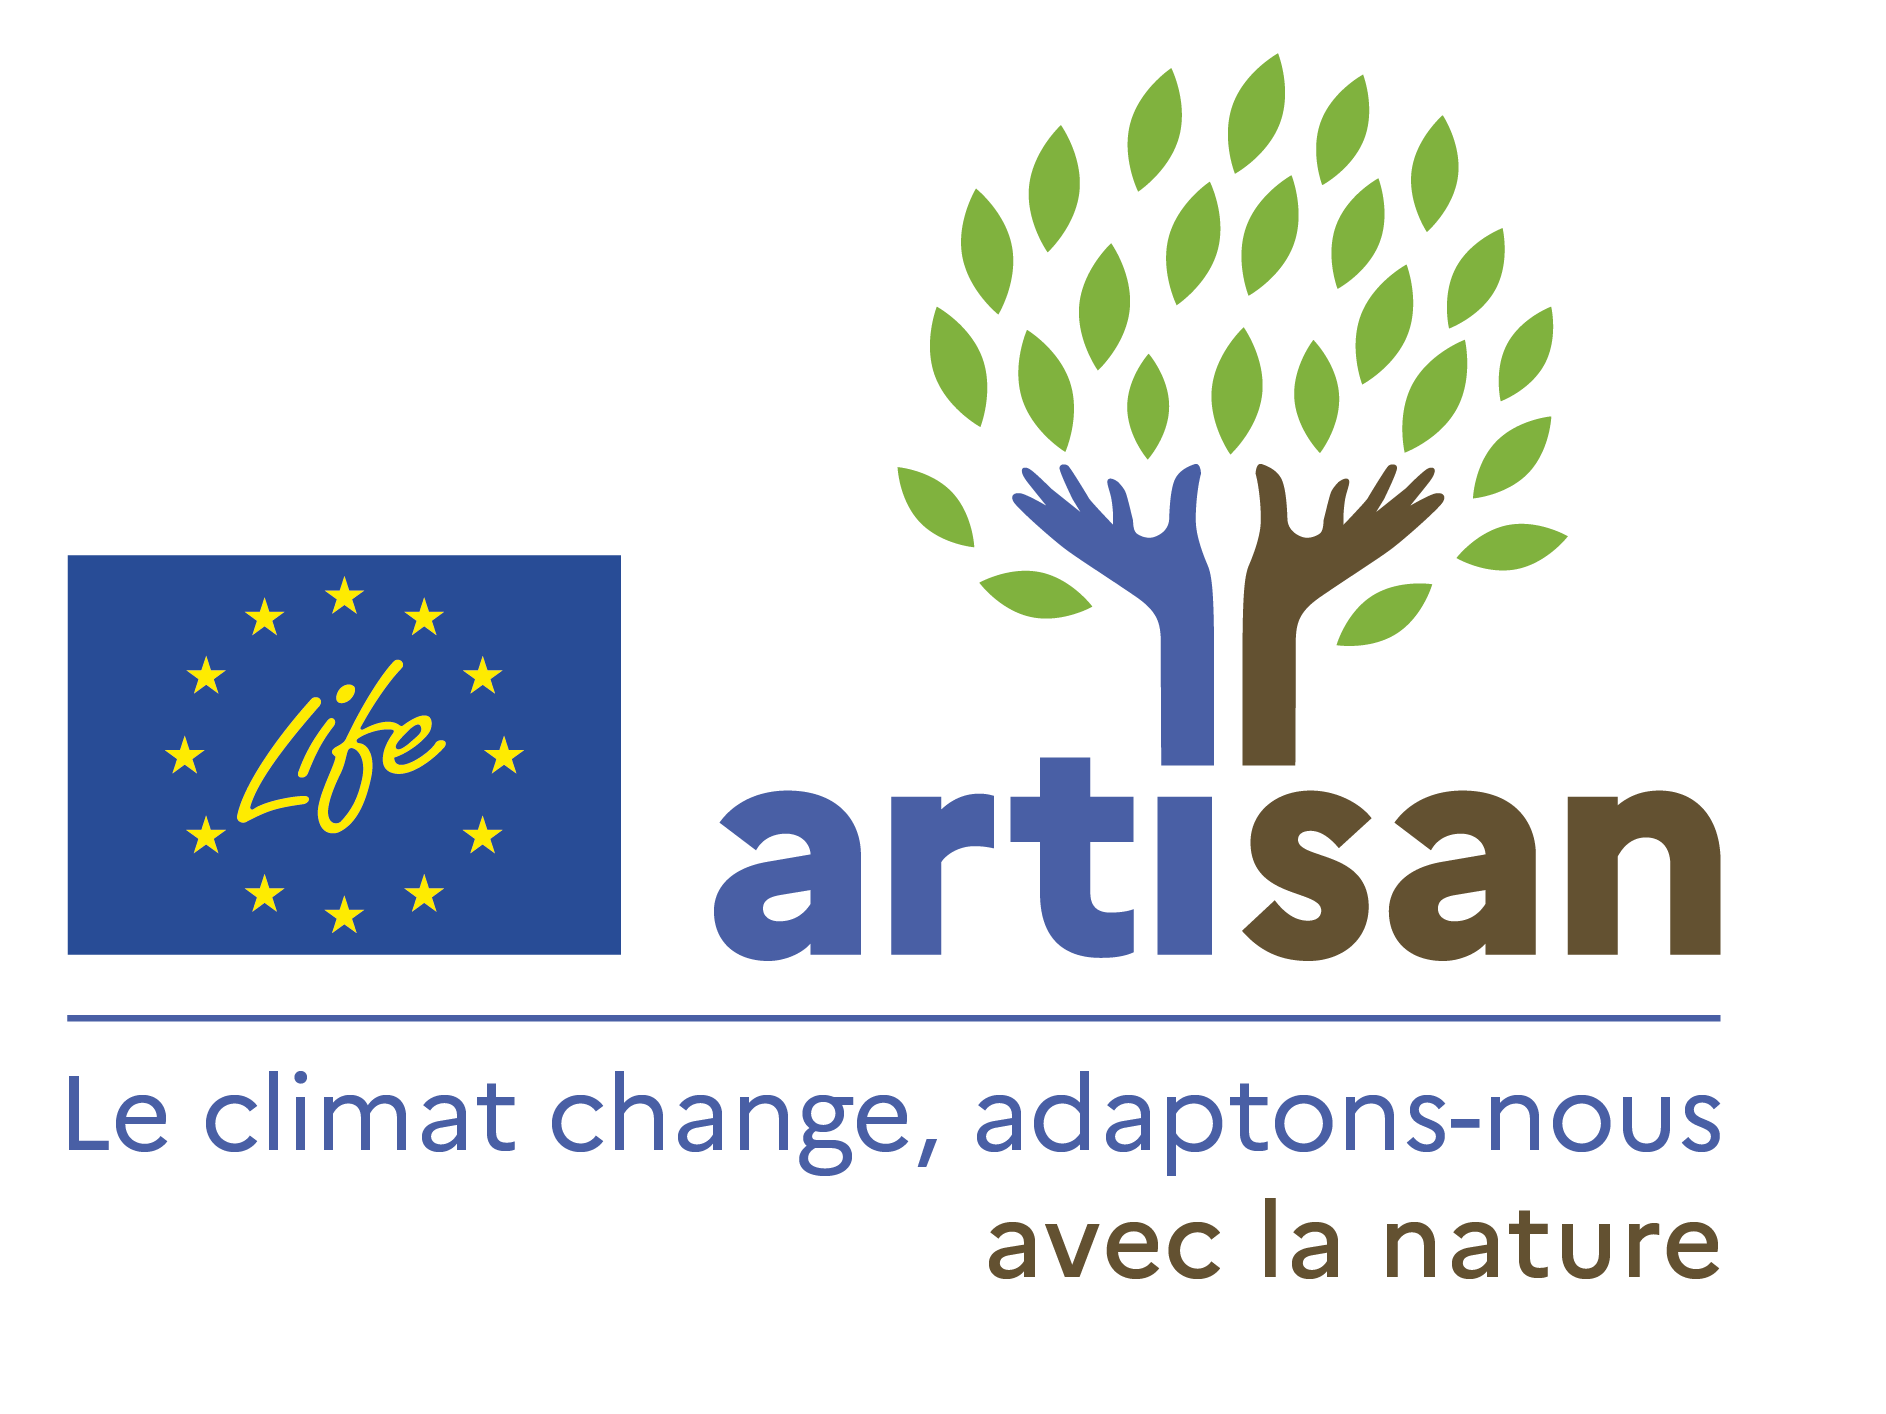 Life
artisan
Le climat change, adaptons-nous
avec la nature